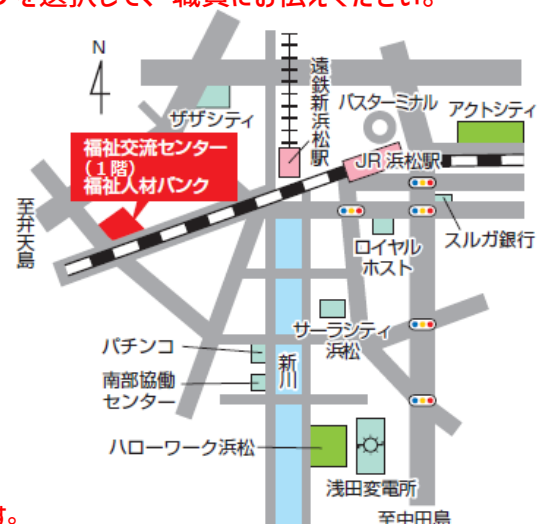 を選択して、職員にお伝えください。
N
ザザシティ
遠鉄新浜松駅
バスターミナル
アクトシティ
福祉交流センター
（１階）
福祉人材バンク
JR 浜松駅
至弁天島
ロイヤル
ホスト
スルガ銀行
サーラシティ
浜松
パチンコ
新川
南部協働
センター
ハローワーク浜松
浅田変電所
至中田島
す。